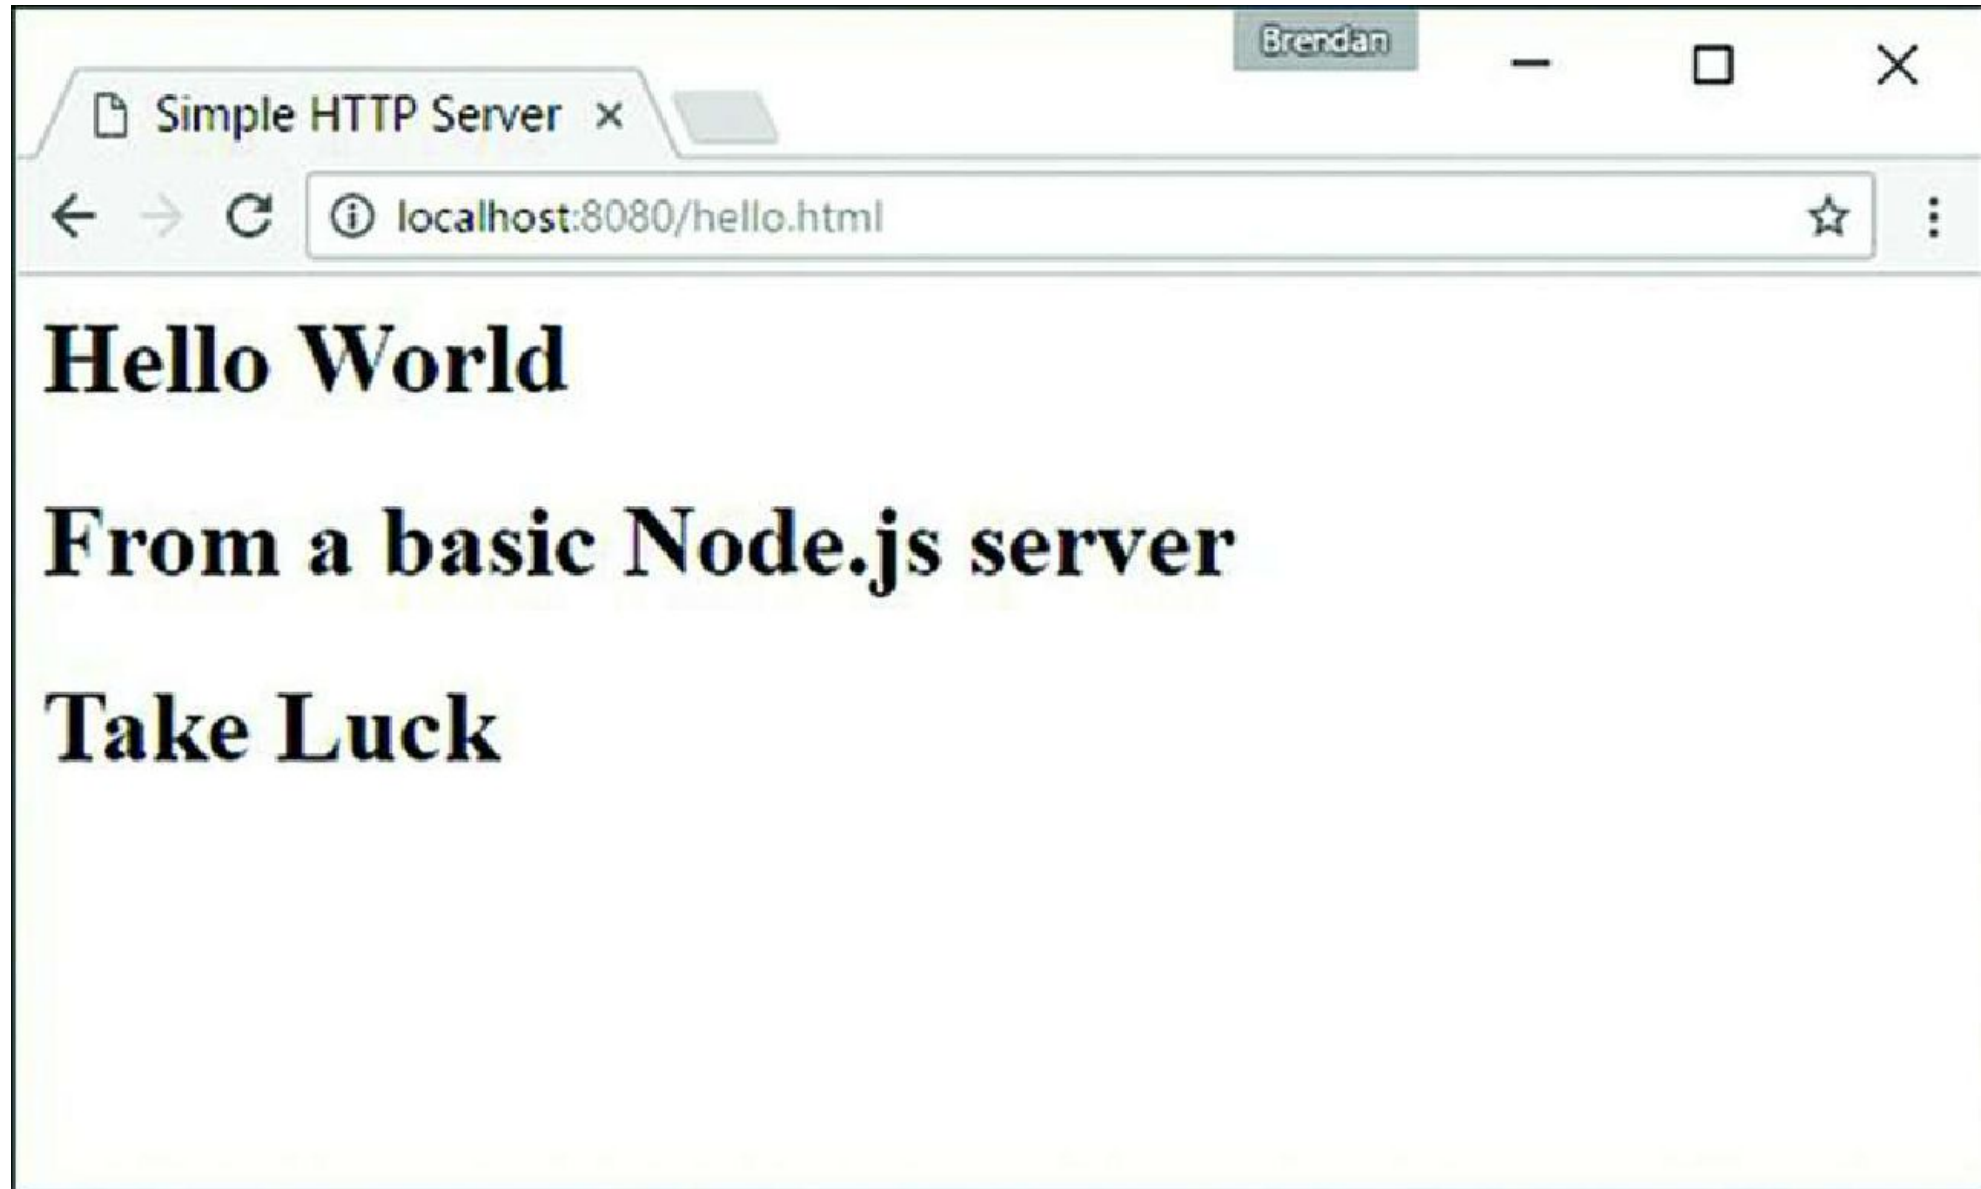 Brendan
Simple HTTP Server
localhost:8080/hello.html
Hello World
From a basic Node.js server
Take Luck